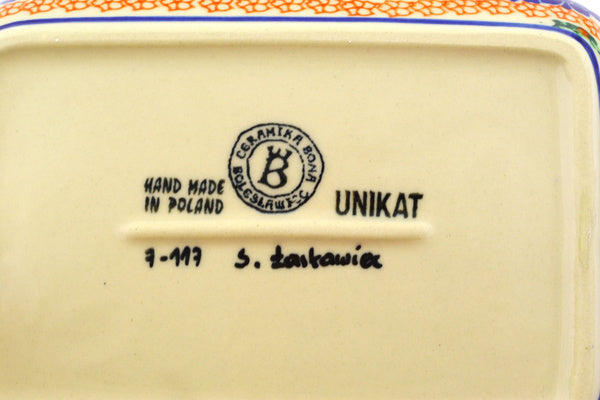 CERAMIKA BONA
BOLESŁAWIEC
B
HAND MADE
IN POLAND
UNIKAT
7-117 S.